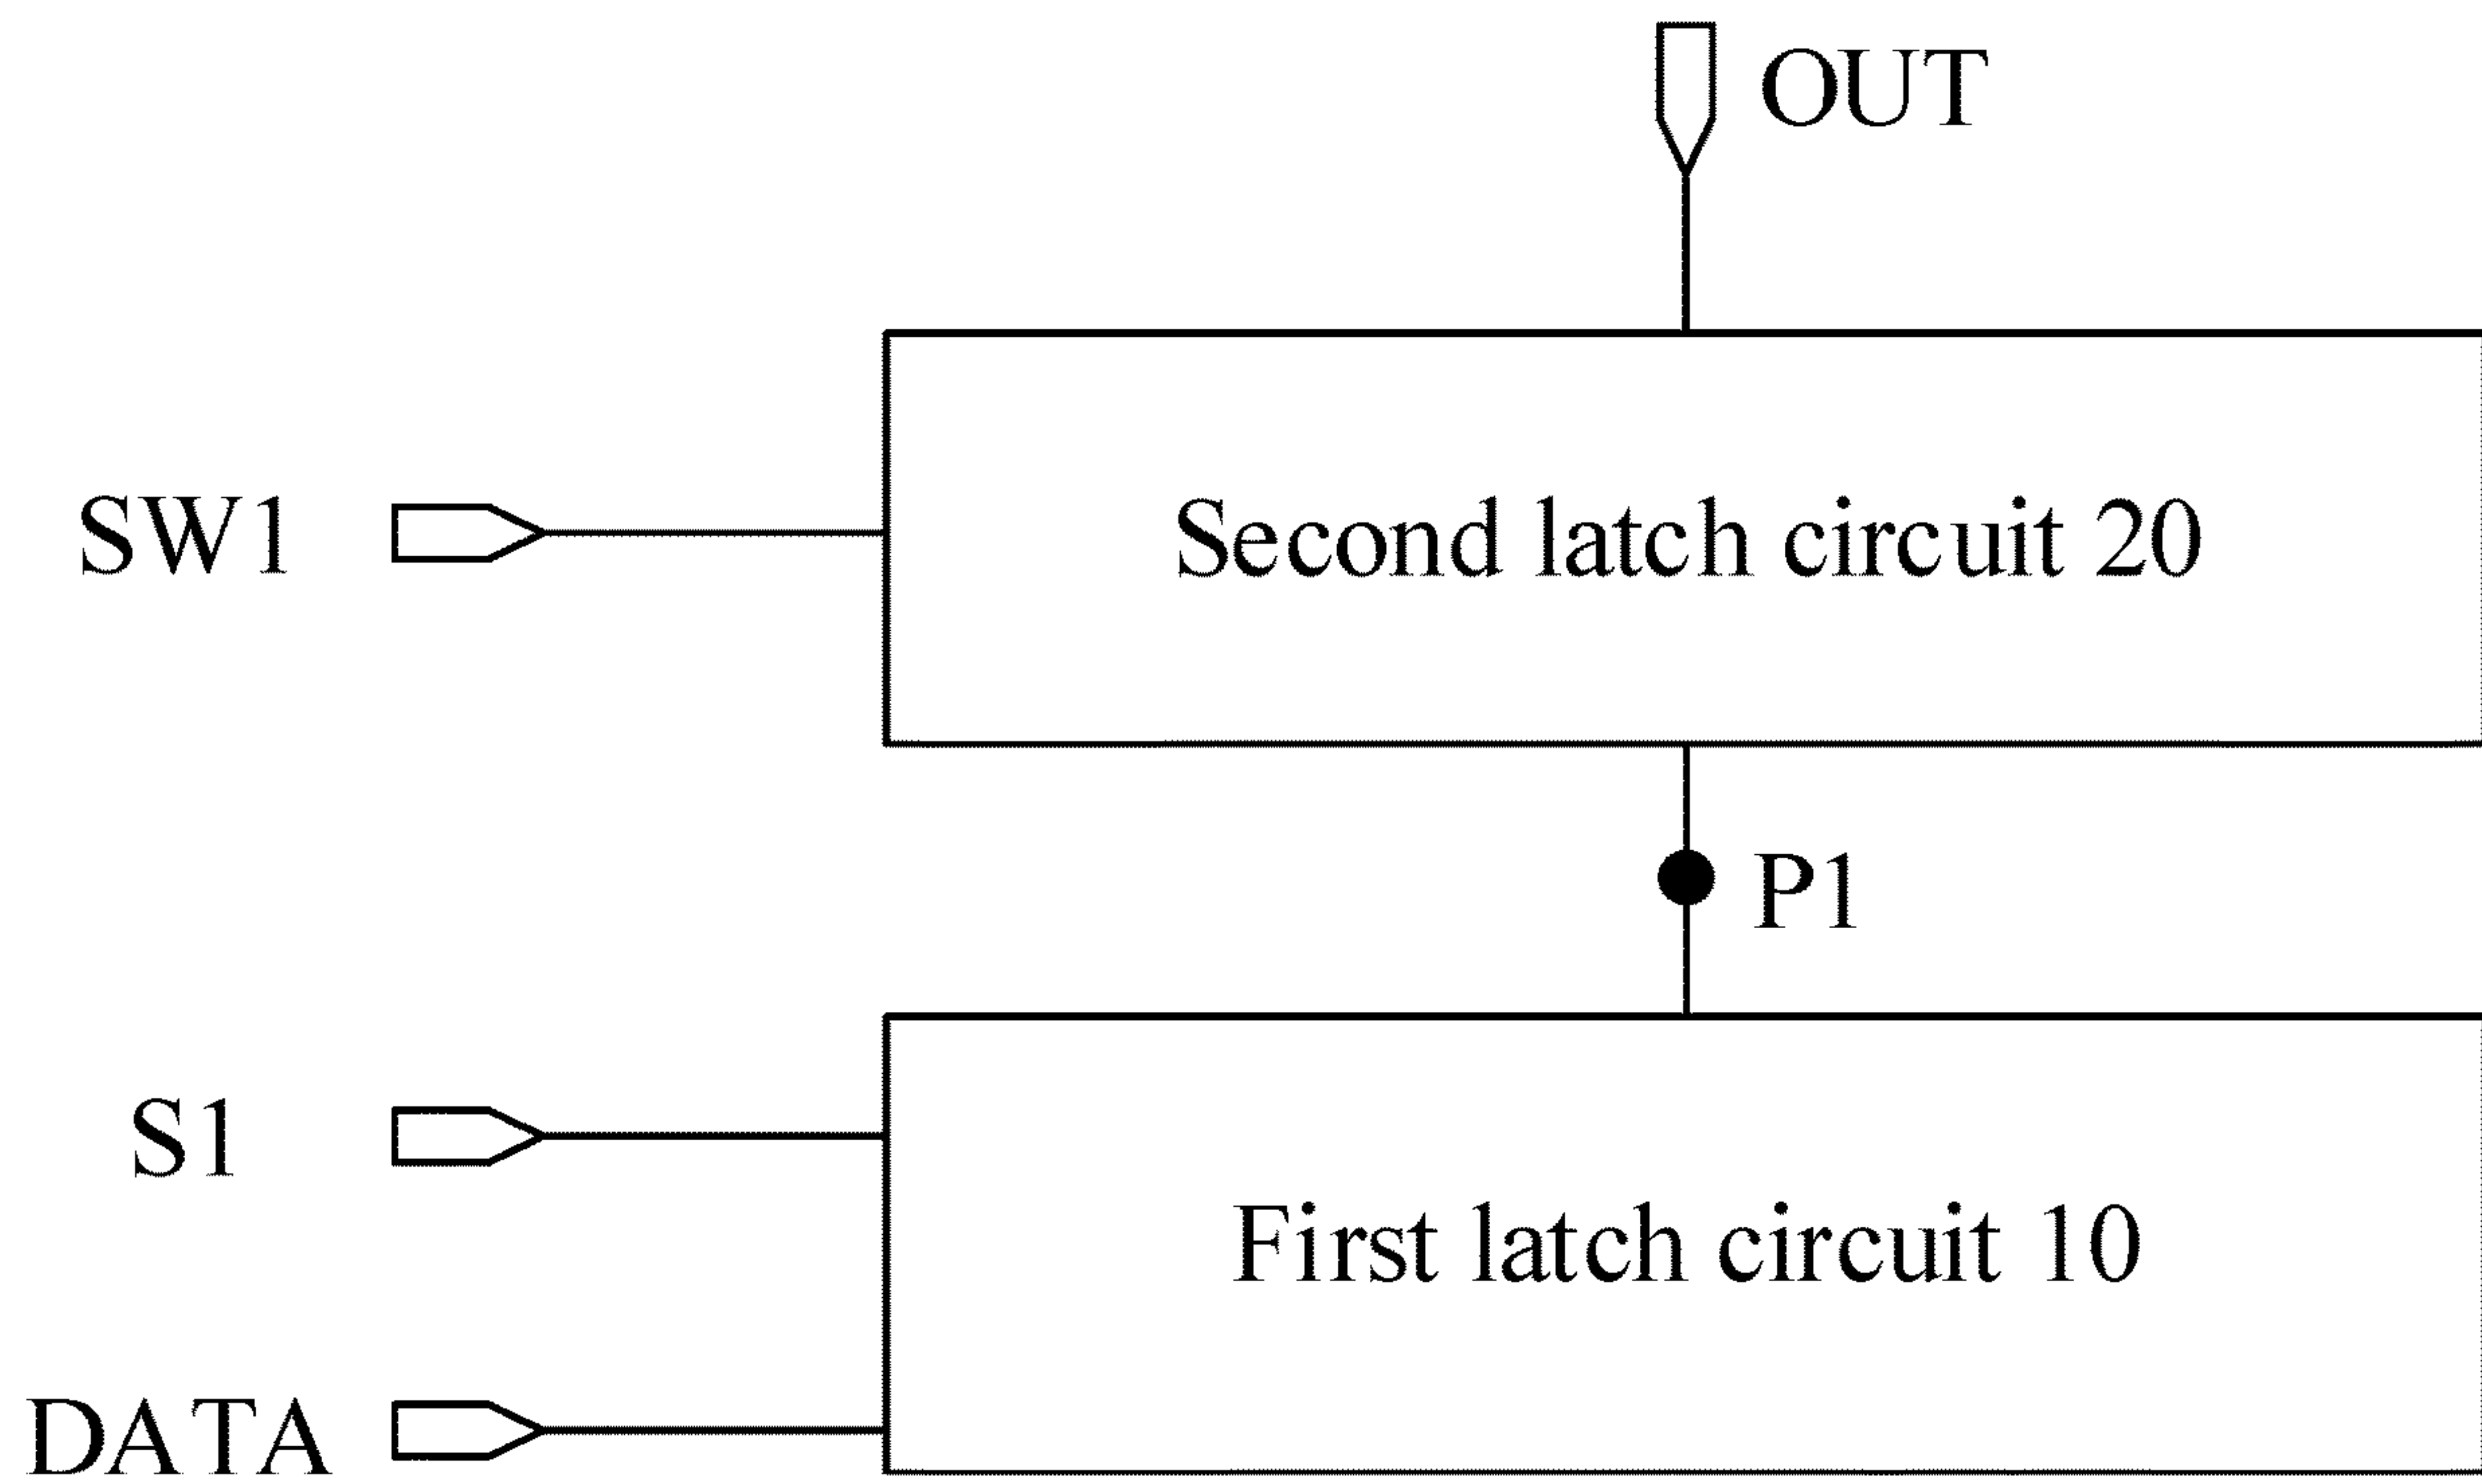 OUT
SW1
Second latch circuit 20
P1
S1
First latch circuit 10
DATA